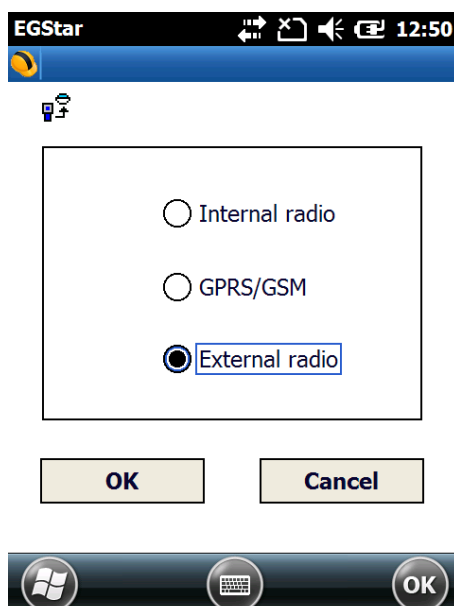 EGStar 12:50
Internal radio
GPRS/GSM
External radio
OK Cancel
OK